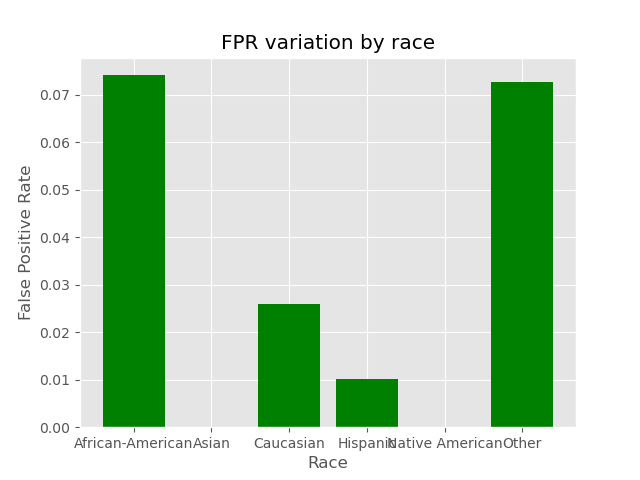 FPR variation by race
False Positive Rate
0.07
0.06
0.05
0.04
0.03
0.02
0.01
0.00
African-American Asian Caucasian Hispanic Native American Other
Race